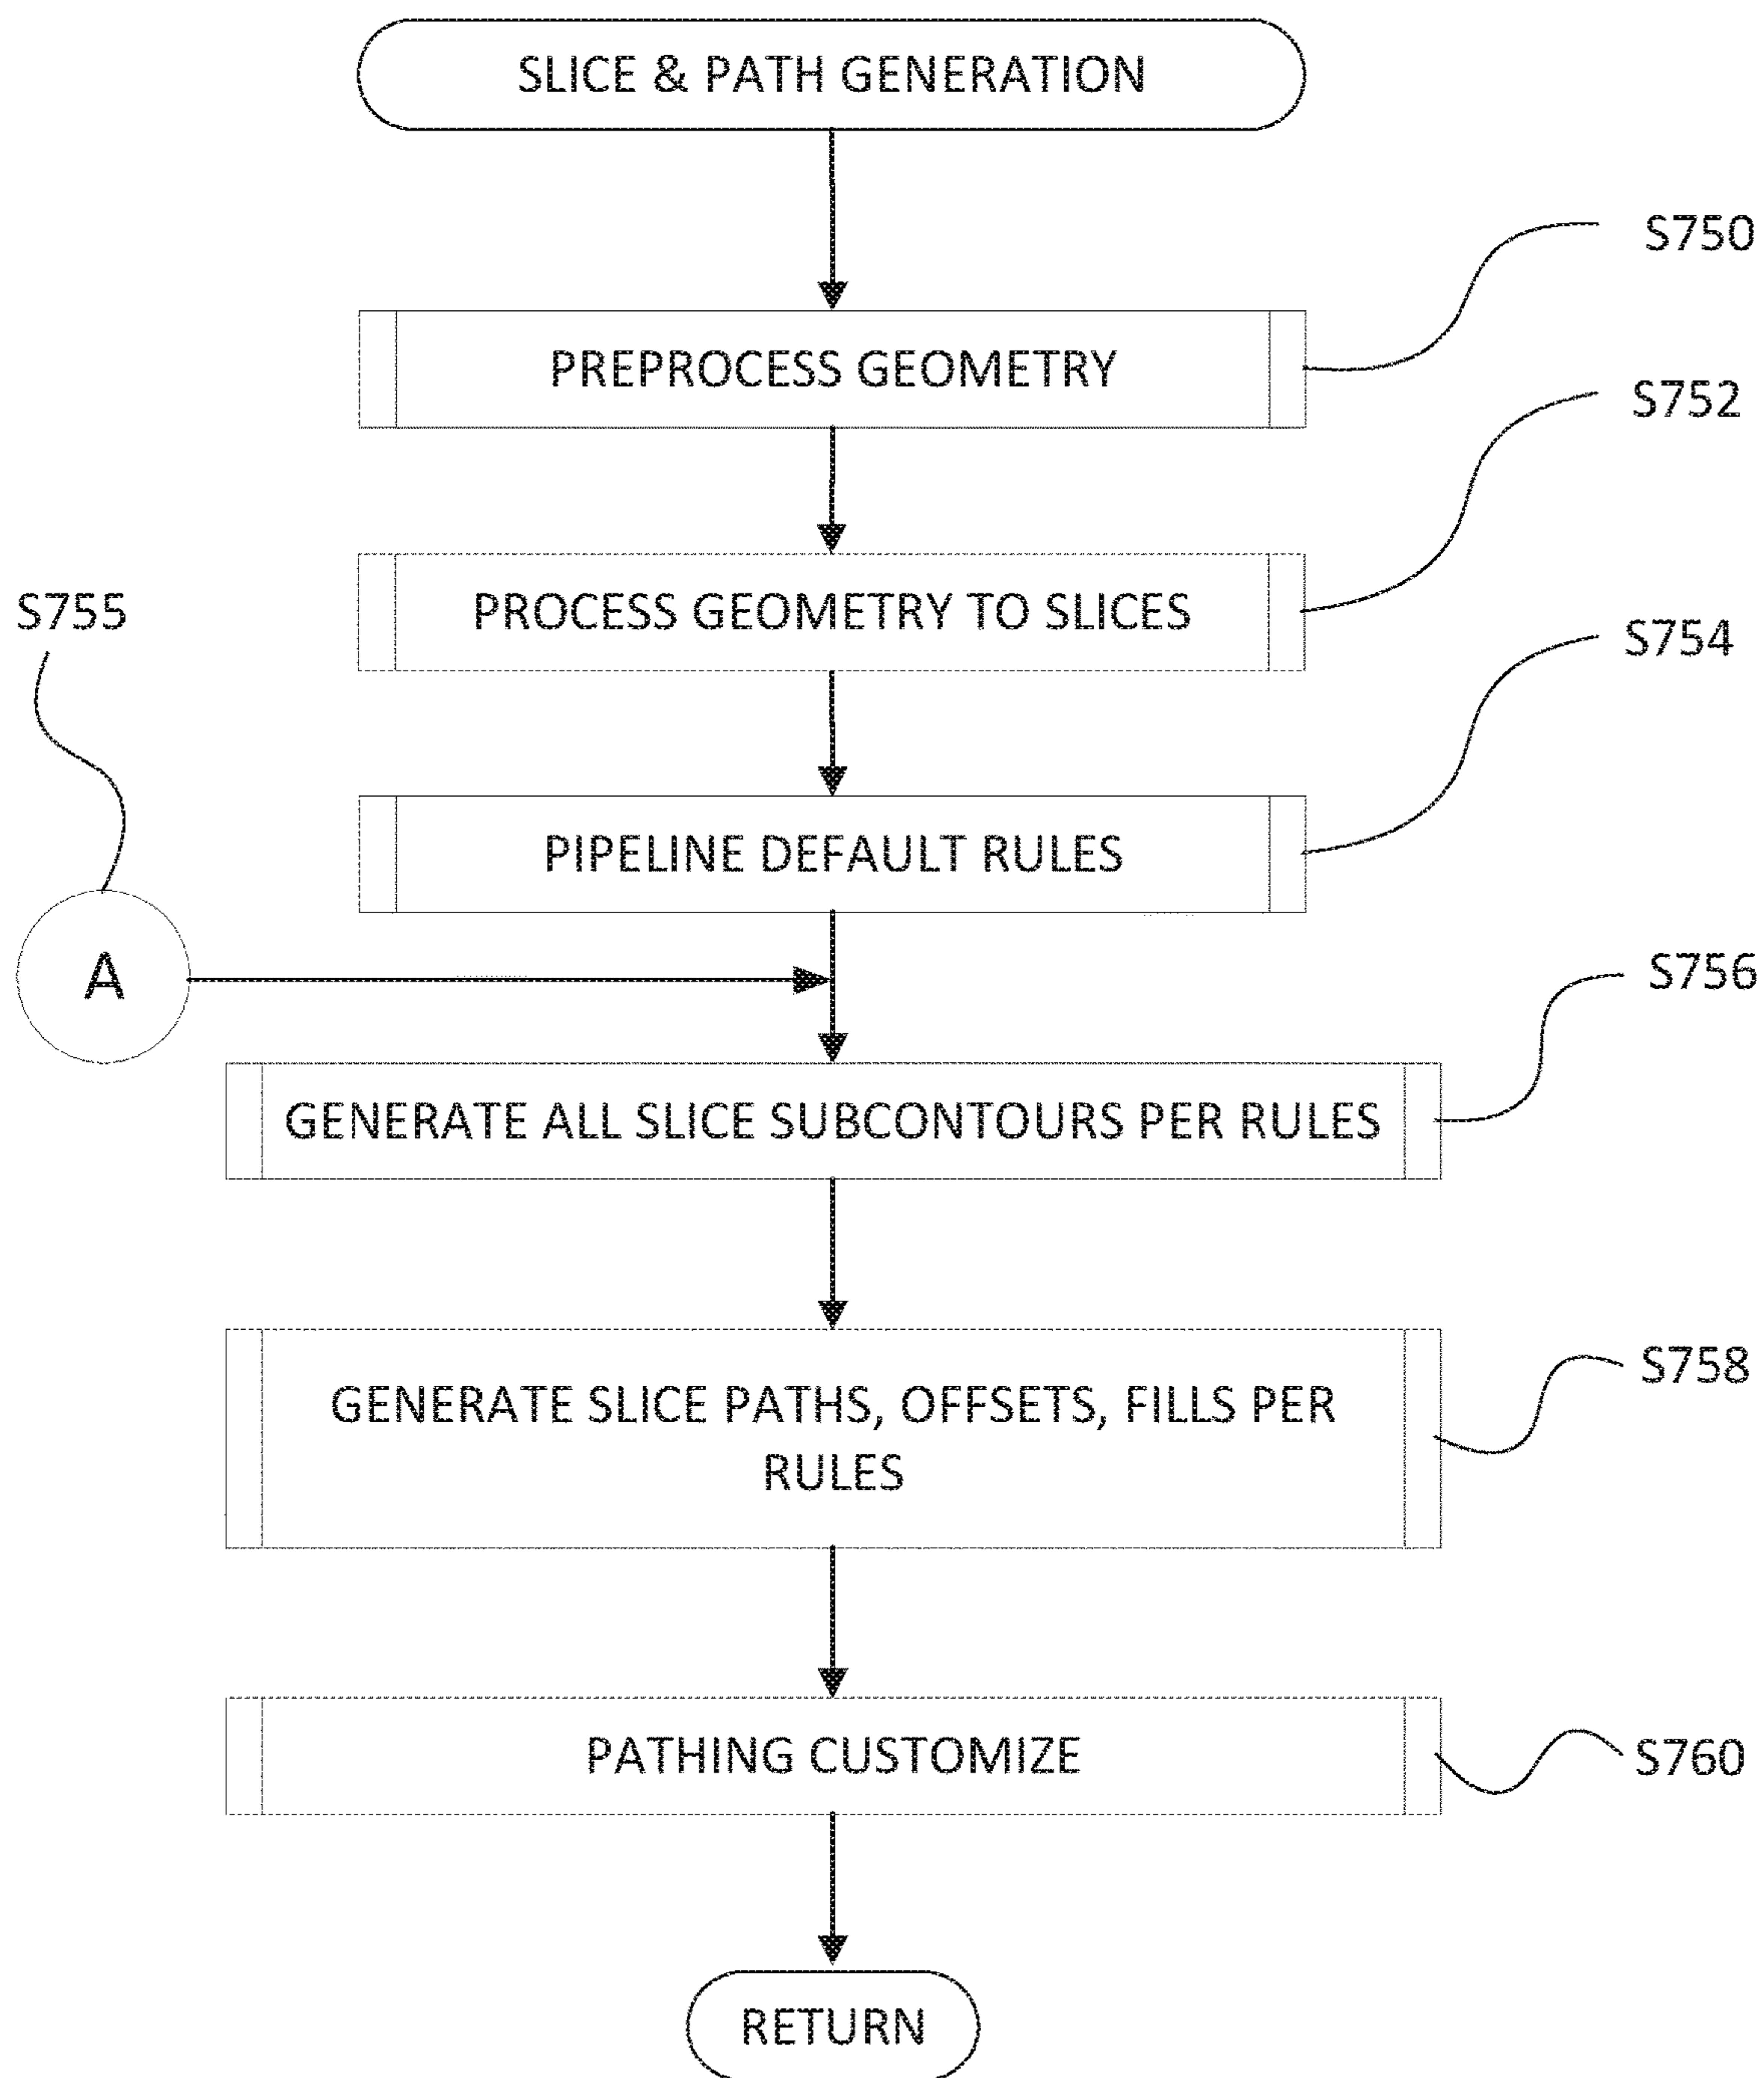 SLICE & PATH GENERATION
S750
PREPROCESS GEOMETRY
S752
PROCESS GEOMETRY TO SLICES
S755
S754
PIPELINE DEFAULT RULES
A
S756
GENERATE ALL SLICE SUBCONTOURS PER RULES
S758
GENERATE SLICE PATHS, OFFSETS, FILLS PER
RULES
PATHING CUSTOMIZE
S760
RETURN